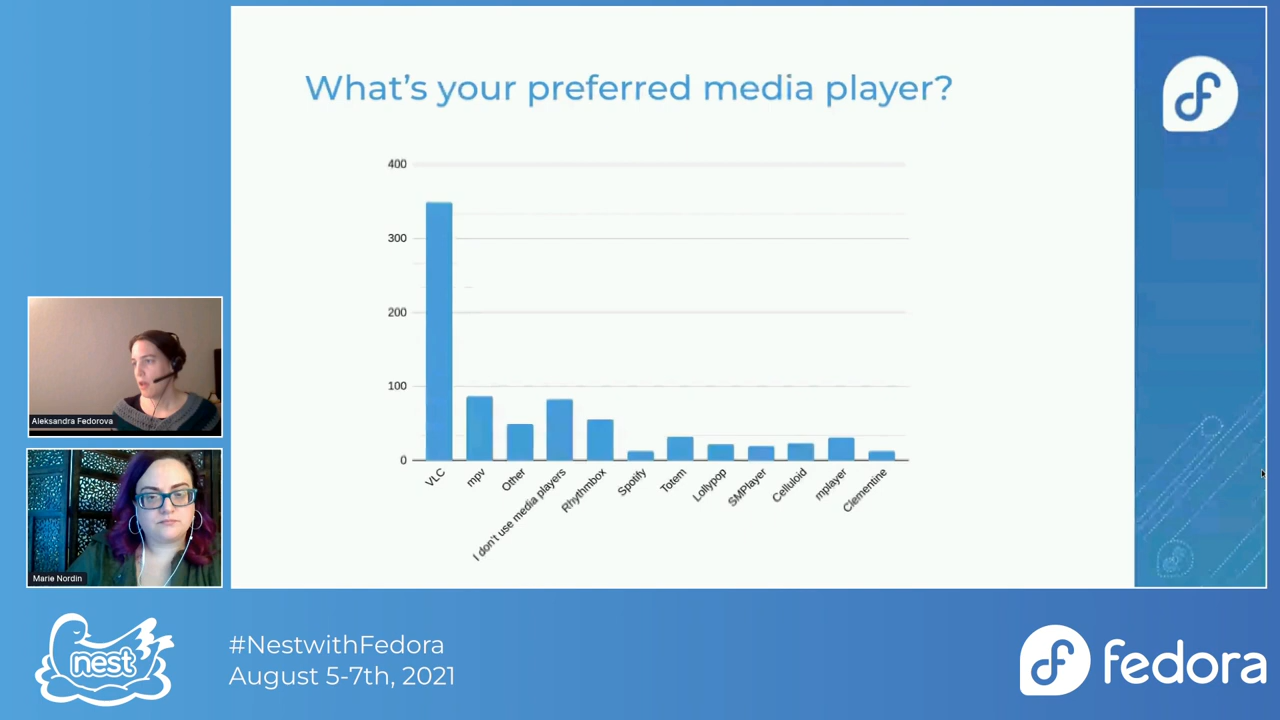 What's your preferred media player?
400
300
200
100
0
VLC
mpv
Other
I don't use media players
Rhythmbox
Spotify
Totem
Lollypop
SMPlayer
Celluloid
mplayer
Clementine
Aleksandra Fedorova
Marie Nordin
nest
#NestwithFedora
August 5-7th, 2021
fedora